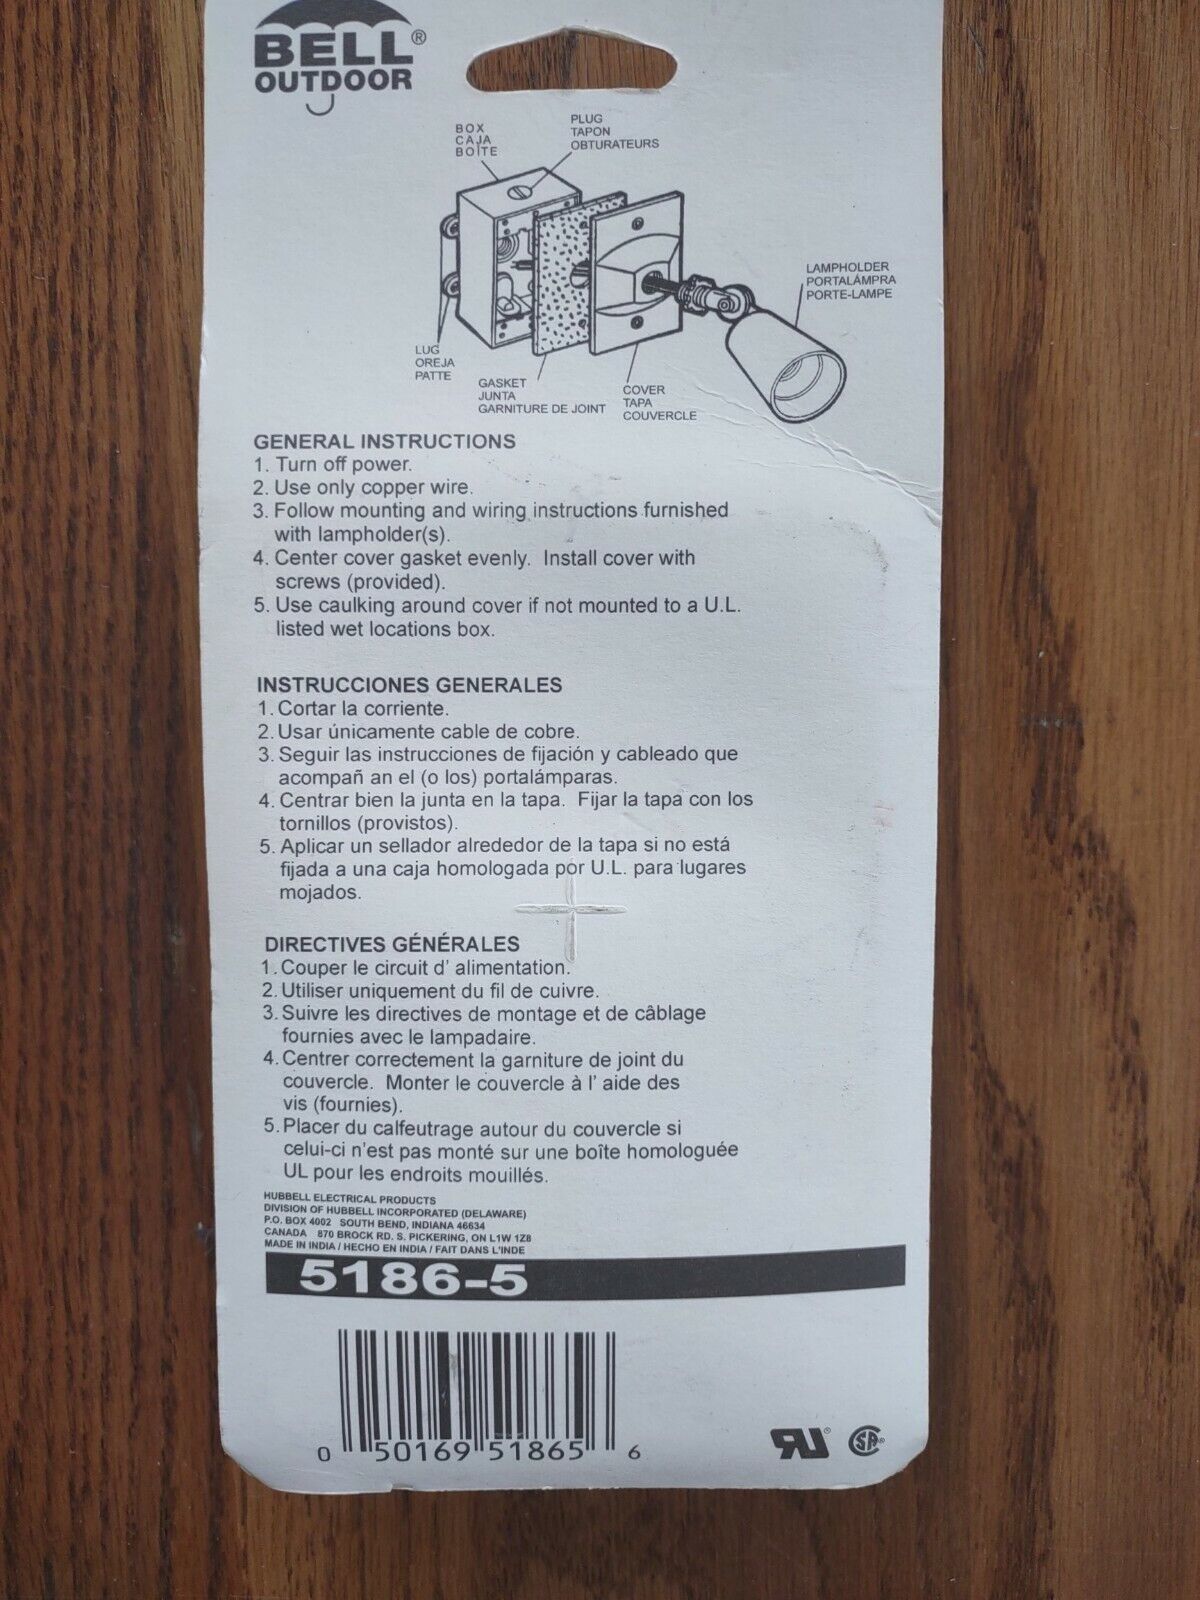 BELL®
OUTDOOR
BOX
CAJA
BOÎTE
PLUG
TAPON
OBTURATEURS
LAMPHOLDER
PORTALÁMPRA
PORTE-LAMPE
LUG
OREJA
PATTE
GASKET
JUNTA
GARNITURE DE JOINT
COVER
TAPA
COUVERCLE
GENERAL INSTRUCTIONS
1. Turn off power.
2. Use only copper wire.
3. Follow mounting and wiring instructions furnished
with lampholder(s).
4. Center cover gasket evenly. Install cover with
screws (provided).
5. Use caulking around cover if not mounted to a U.L.
listed wet locations box.
INSTRUCCIONES GENERALES
1. Cortar la corriente.
2. Usar únicamente cable de cobre.
3. Seguir las instrucciones de fijación y cableado que
acompañ an el (o los) portalámparas.
4. Centrar bien la junta en la tapa. Fijar la tapa con los
tornillos (provistos).
5. Aplicar un sellador alrededor de la tapa si no está
fijada a una caja homologada por U.L. para lugares
mojados.
DIRECTIVES GÉNÉRALES
1. Couper le circuit d' alimentation.
2. Utiliser uniquement du fil de cuivre.
3. Suivre les directives de montage et de câblage
fournies avec le lampadaire.
4. Centrer correctement la garniture de joint du
couvercle. Monter le couvercle à l' aide des
vis (fournies).
5. Placer du calfeutrage autour du couvercle si
celui-ci n'est pas monté sur une boîte homologuée
UL pour les endroits mouillés.
HUBBELL ELECTRICAL PRODUCTS
DIVISION OF HUBBELL INCORPORATED (DELAWARE)
P.O. BOX 4002 SOUTH BEND, INDIANA 46634
CANADA 870 BROCK RD. S. PICKERING, ON L1W 1Z8
MADE IN INDIA / HECHO EN INDIA / FAIT DANS L'INDE
5186-5
0 50169 51865 6
RU® SA®